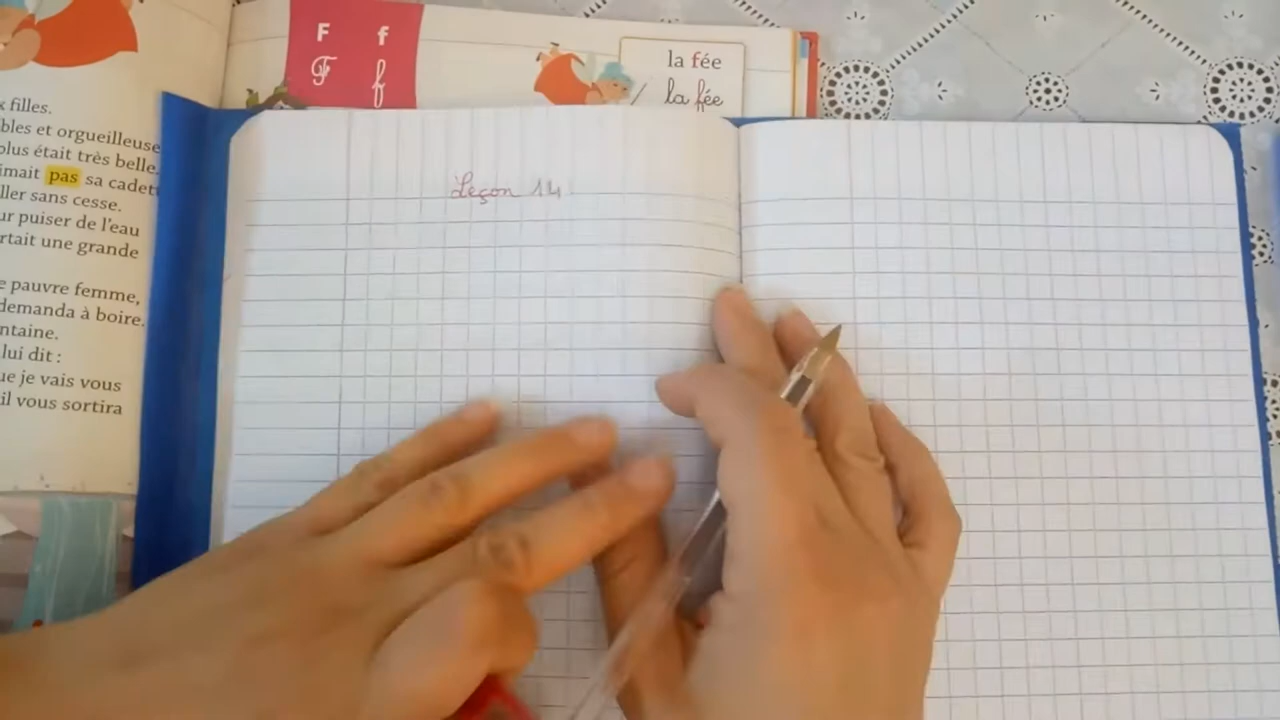 filles.
bles et orgueilleuse
plus était très belle.
imait pas sa cadett
ller sans cesse.
ur puiser de l'eau
rtait une grande
e pauvre femme,
demanda à boire.
ntaine.
lui dit :
ue je vais vous
il vous sortira
F f
F f
la fée
la fée
Leçon 14